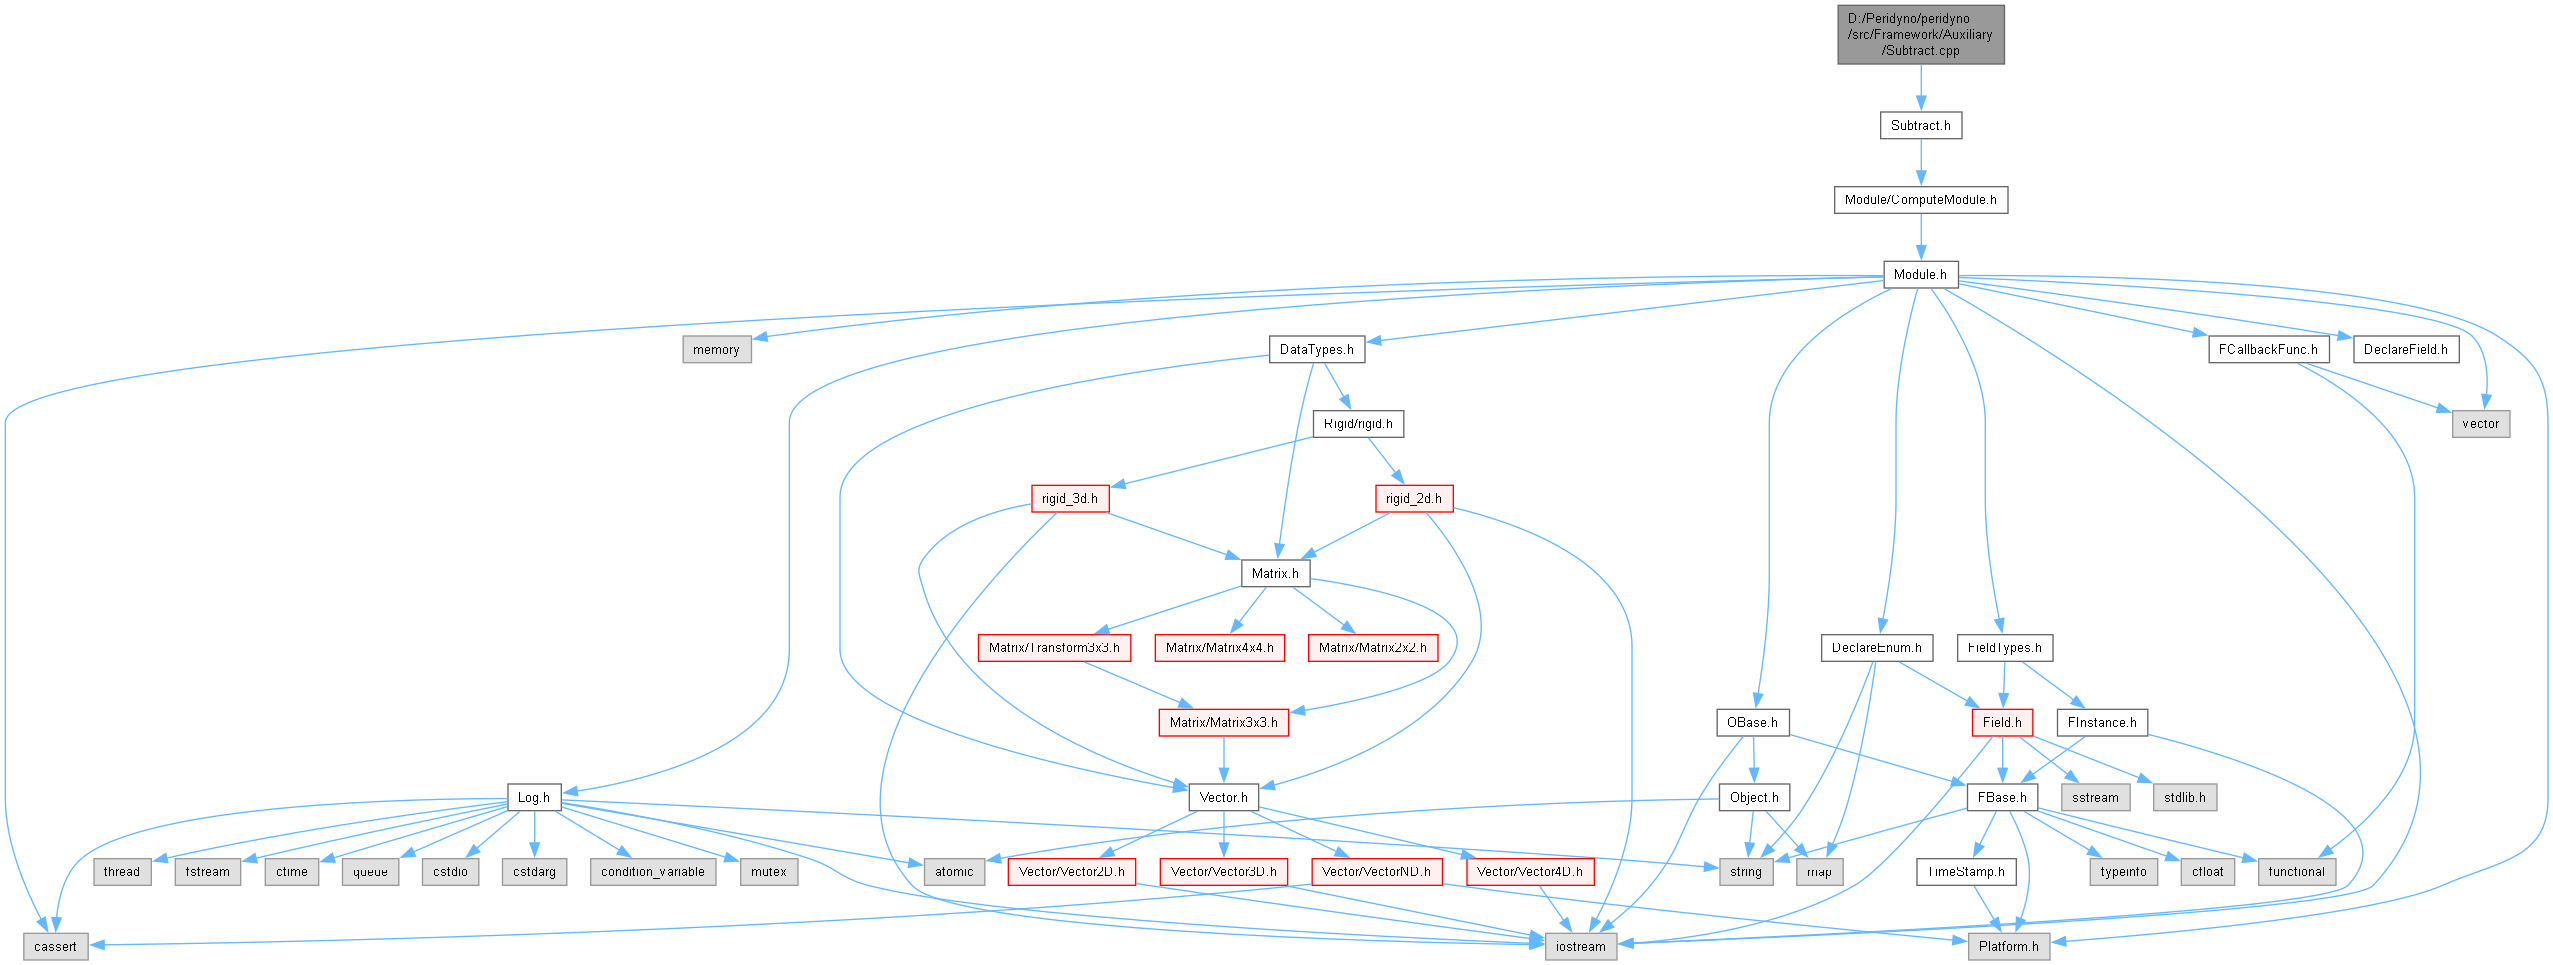 D:/Peridyno/peridyno
/src/Framework/Auxiliary
/Subtract.cpp
Subtract.h
Module/ComputeModule.h
Module.h
memory
DataTypes.h
FCallbackFunc.h
DeclareField.h
Rigid/rigid.h
vector
rigid_3d.h
rigid_2d.h
Matrix.h
Matrix/Transform3x3.h
Matrix/Matrix4x4.h
Matrix/Matrix2x2.h
DeclareEnum.h
FieldTypes.h
Matrix/Matrix3x3.h
OBase.h
Field.h
FInstance.h
Log.h
Vector.h
Object.h
FBase.h
sstream
stdlib.h
thread
fstream
ctime
queue
cstdio
cstdarg
condition_variable
mutex
atomic
Vector/Vector2D.h
Vector/Vector3D.h
Vector/VectorND.h
Vector/Vector4D.h
string
map
TimeStamp.h
typeinfo
cfloat
functional
cassert
iostream
Platform.h